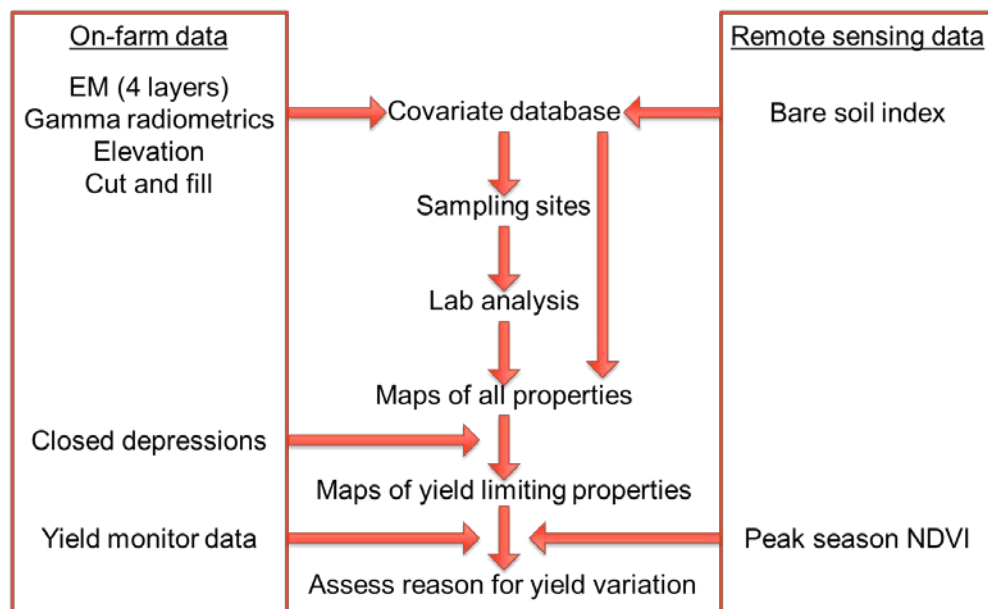 On-farm data
EM (4 layers)
Gamma radiometrics
Elevation
Cut and fill
Closed depressions
Yield monitor data
Covariate database
Sampling sites
Lab analysis
Maps of all properties
Maps of yield limiting properties
Assess reason for yield variation
Remote sensing data
Bare soil index
Peak season NDVI